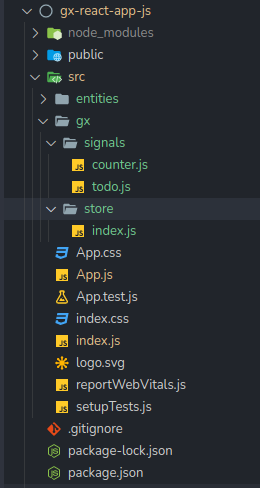 gx-react-app-js
node_modules
public
src
entities
gx
signals
JS counter.js
JS todo.js
store
JS index.js
App.css
JS App.js
App.test.js
index.css
JS index.js
logo.svg
JS reportWebVitals.js
JS setupTests.js
.gitignore
package-lock.json
package.json